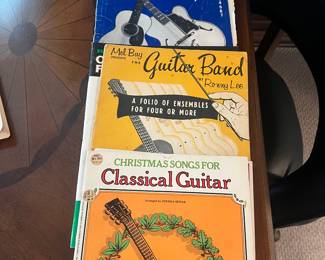 Mel Bay
PRESENTS
THE
Guitar Band
BY Ronny Lee
A FOLIO OF ENSEMBLES
FOR FOUR OR MORE
CHRISTMAS SONGS FOR
Classical Guitar